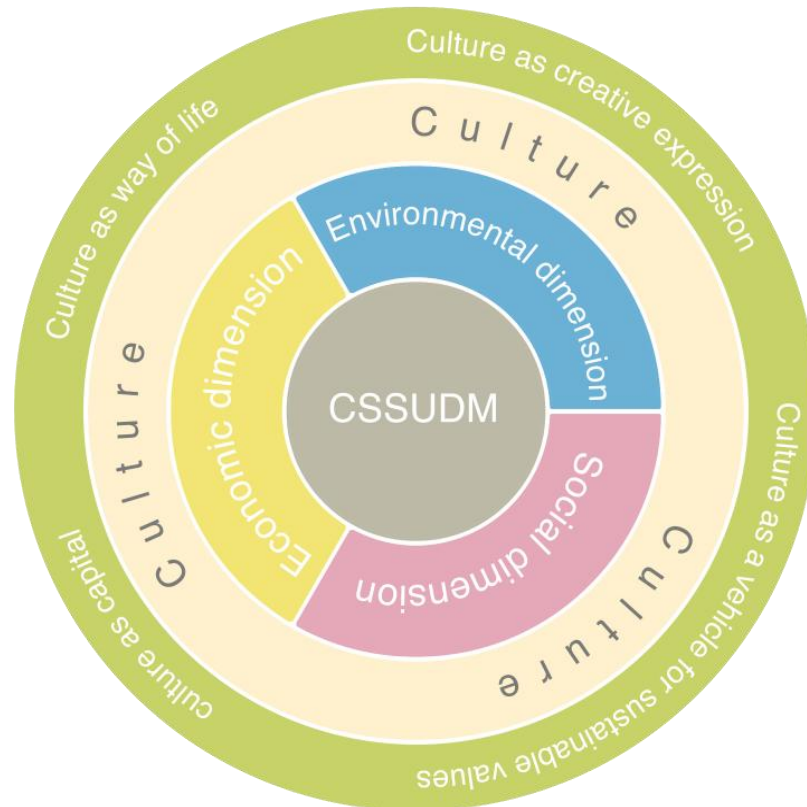 Culture as creative expression
Culture as a vehicle for sustainable values
culture as capital
Culture as way of life
Culture
Culture
Culture
Environmental dimension
Social dimension
Economic dimension
CSSUDM